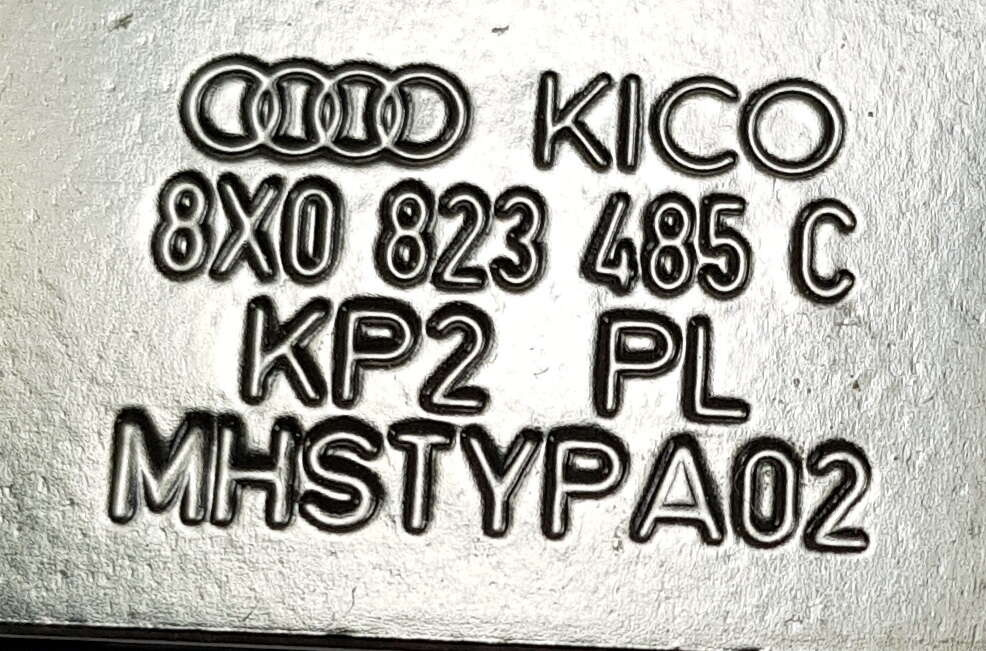 KICO
8X0 823 485 C
KP2 PL
MHSTYPA02